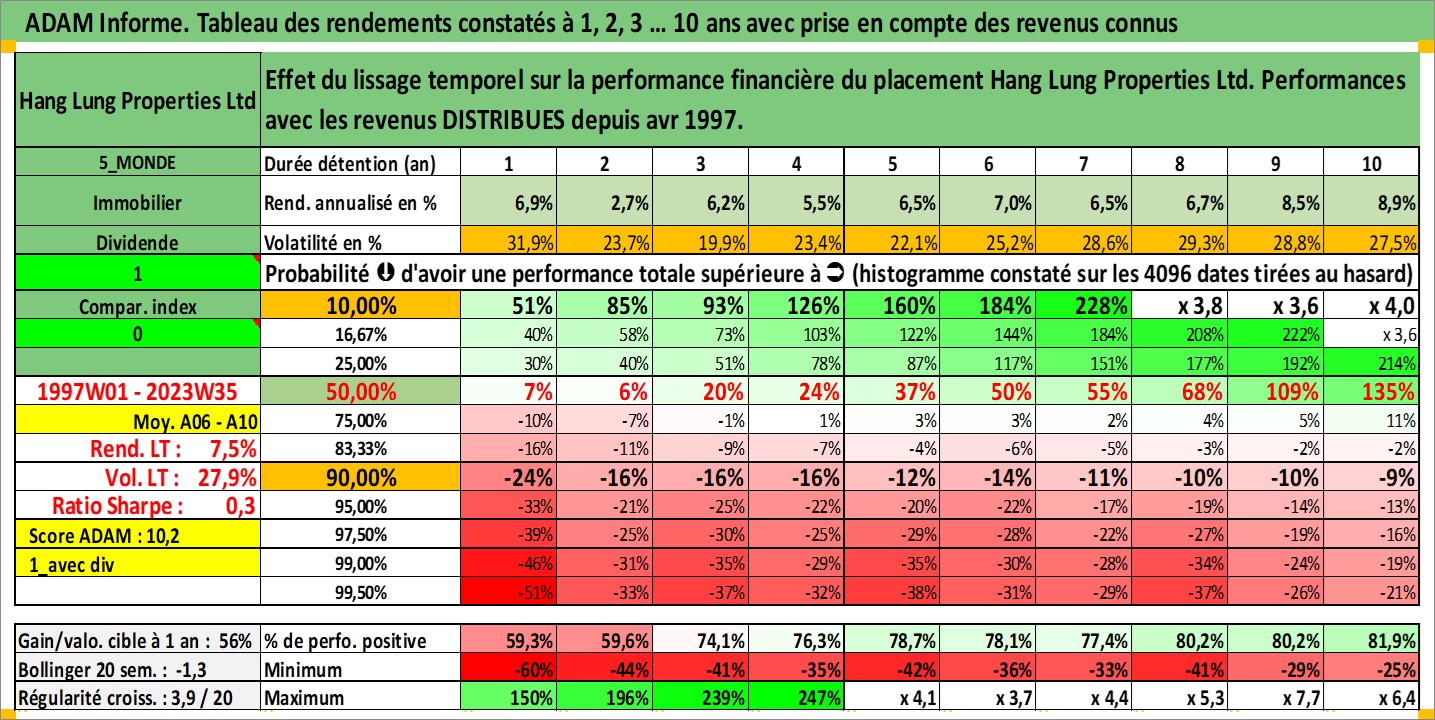 ADAM Informe. Tableau des rendements constatés à 1, 2, 3 ... 10 ans avec prise en compte des revenus connus
Hang Lung Properties Ltd
Effet du lissage temporel sur la performance financière du placement Hang Lung Properties Ltd. Performances
avec les revenus DISTRIBUES depuis avr 1997.
5_MONDE Durée détention (an) 1 2 3 4 5 6 7 8 9 10
Immobilier Rend. annualisé en % 6,9% 2,7% 6,2% 5,5% 6,5% 7,0% 6,5% 6,7% 8,5% 8,9%
Dividende Volatilité en % 31,9% 23,7% 19,9% 23,4% 22,1% 25,2% 28,6% 29,3% 28,8% 27,5%
1 Probabilité d'avoir une performance totale supérieure à (histogramme constaté sur les 4096 dates tirées au hasard)
Compar. index 10,00% 51% 85% 93% 126% 160% 184% 228% x 3,8 x 3,6 x 4,0
0 16,67% 40% 58% 73% 103% 122% 144% 184% 208% 222% x 3,6
25,00% 30% 40% 51% 78% 87% 117% 151% 177% 192% 214%
1997W01 - 2023W35 50,00% 7% 6% 20% 24% 37% 50% 55% 68% 109% 135%
Moy. A06 - A10 75,00% -10% -7% -1% 1% 3% 3% 2% 4% 5% 11%
Rend. LT : 7,5% 83,33% -16% -11% -9% -7% -4% -6% -5% -3% -2% -2%
Vol. LT : 27,9% 90,00% -24% -16% -16% -16% -12% -14% -11% -10% -10% -9%
Ratio Sharpe : 0,3 95,00% -33% -21% -25% -22% -20% -22% -17% -19% -14% -13%
Score ADAM : 10,2 97,50% -39% -25% -30% -25% -29% -28% -22% -27% -19% -16%
1_avec div 99,00% -46% -31% -35% -29% -35% -30% -28% -34% -24% -19%
99,50% -51% -33% -37% -32% -38% -31% -29% -37% -26% -21%
Gain/valo. cible à 1 an : 56% % de perfo. positive 59,3% 59,6% 74,1% 76,3% 78,7% 78,1% 77,4% 80,2% 80,2% 81,9%
Bollinger 20 sem. : -1,3 Minimum -60% -44% -41% -35% -42% -36% -33% -41% -29% -25%
Régularité croiss. : 3,9 / 20 Maximum 150% 196% 239% 247% x 4,1 x 3,7 x 4,4 x 5,3 x 7,7 x 6,4